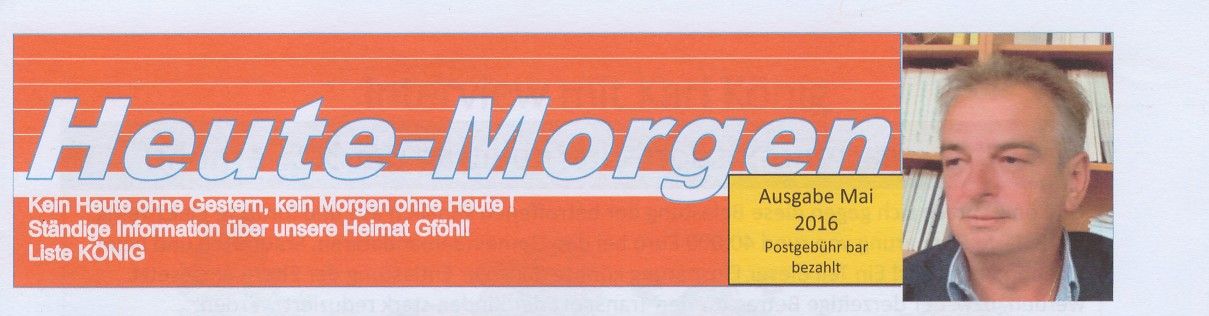 Heute-Morgen
Kein Heute ohne Gestern, kein Morgen ohne Heute !
Ständige Information über unsere Heimat Gföhl!
Liste KÖNIG
Ausgabe Mai
2016
Postgebühr bar
bezahlt